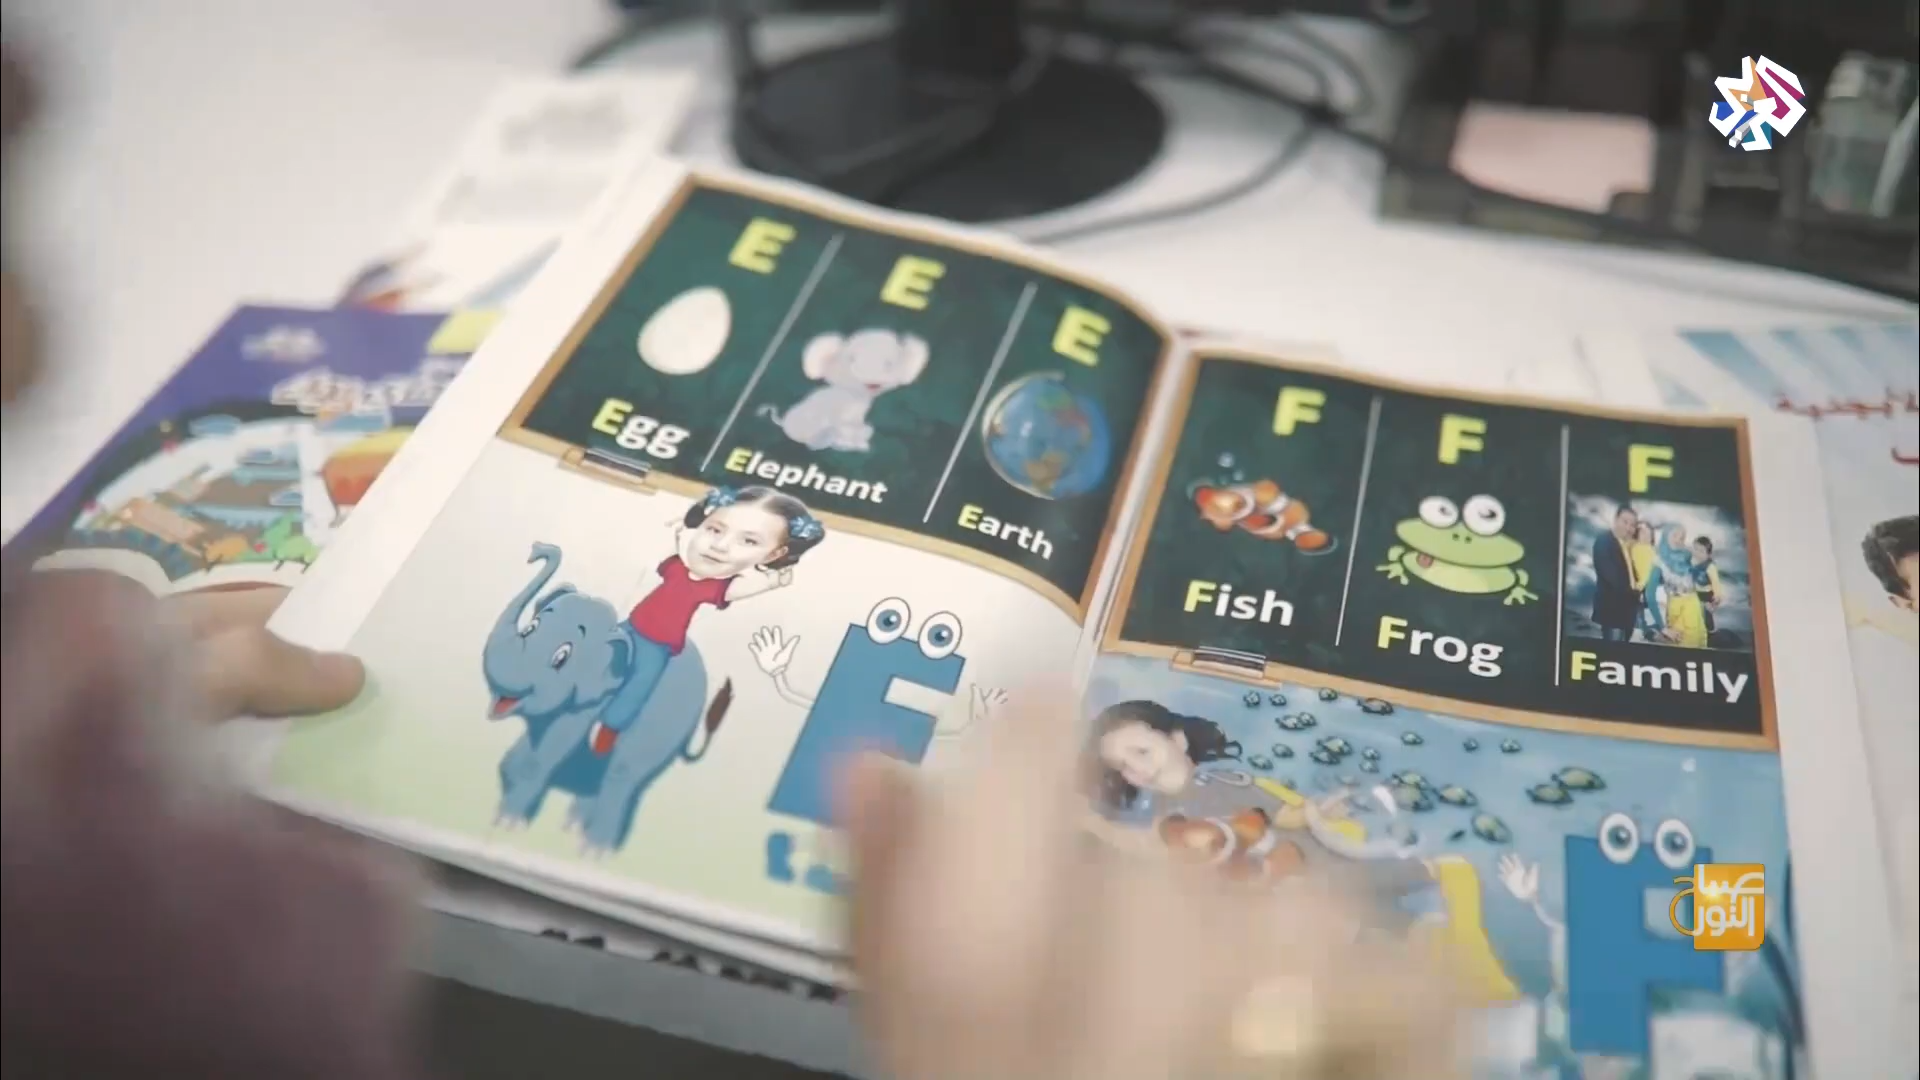 E
E
E
Egg
Elephant
Earth
F
F
F
Fish
Frog
Family
F
صباح
النور